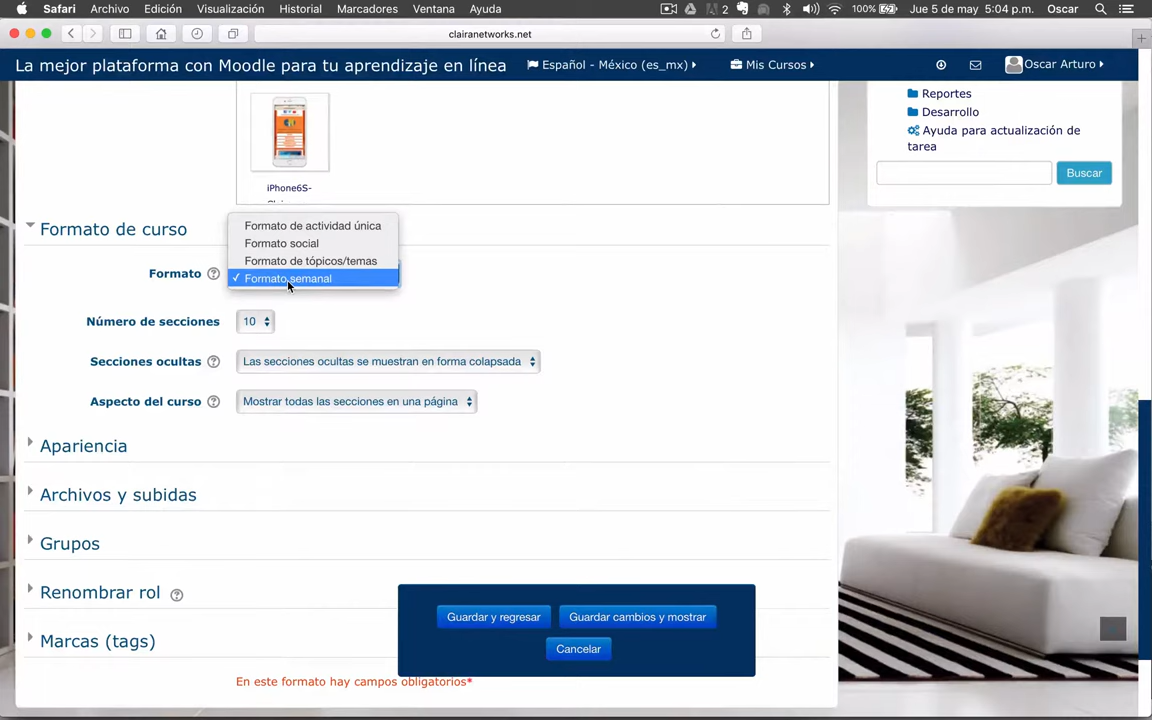 Safari Archivo Edición Visualización Historial Marcadores Ventana Ayuda 2 100% Jue 5 de may 5:04 p.m. Oscar
clairanetworks.net
La mejor plataforma con Moodle para tu aprendizaje en línea Español - México (es_mx) Mis Cursos Oscar Arturo
Reportes
Desarrollo
Ayuda para actualización de
tarea
Buscar
iPhone6S-
Formato de curso
Formato
Formato de actividad única
Formato social
Formato de tópicos/temas
✓ Formato semanal
Número de secciones 10
Secciones ocultas Las secciones ocultas se muestran en forma colapsada
Aspecto del curso Mostrar todas las secciones en una página
Apariencia
Archivos y subidas
Grupos
Renombrar rol
Marcas (tags)
Guardar y regresar Guardar cambios y mostrar
Cancelar
En este formato hay campos obligatorios*